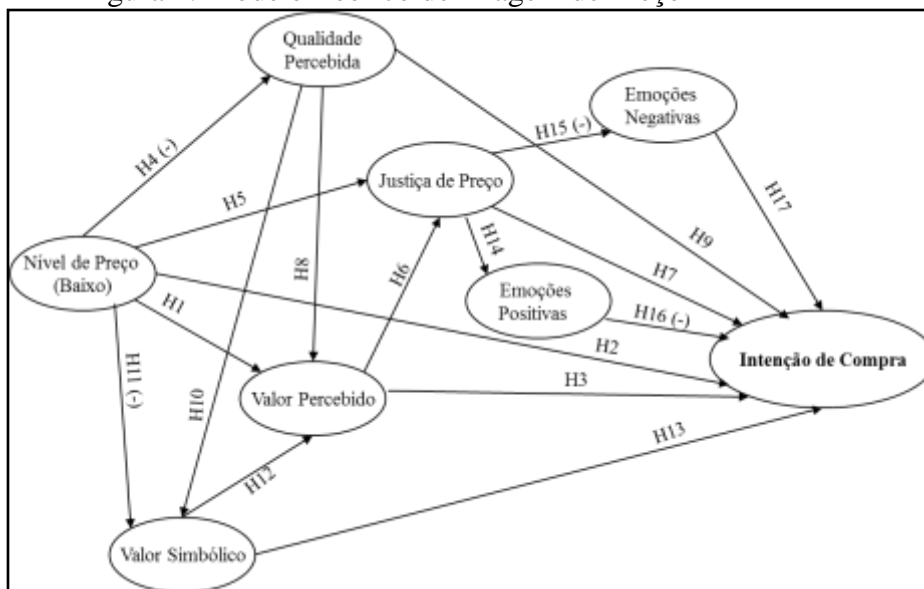 Qualidade
Percebida
Emoções
Negativas
H15 (-)
H4 (-)
Justiça de Preço
H5
H17
H14
H9
Nível de Preço
(Baixo)
H8
H6
H7
Emoções
Positivas
H1
H16 (-)
H2
Intenção de Compra
H11 (-)
H10
Valor Percebido
H3
H12
H13
Valor Simbólico